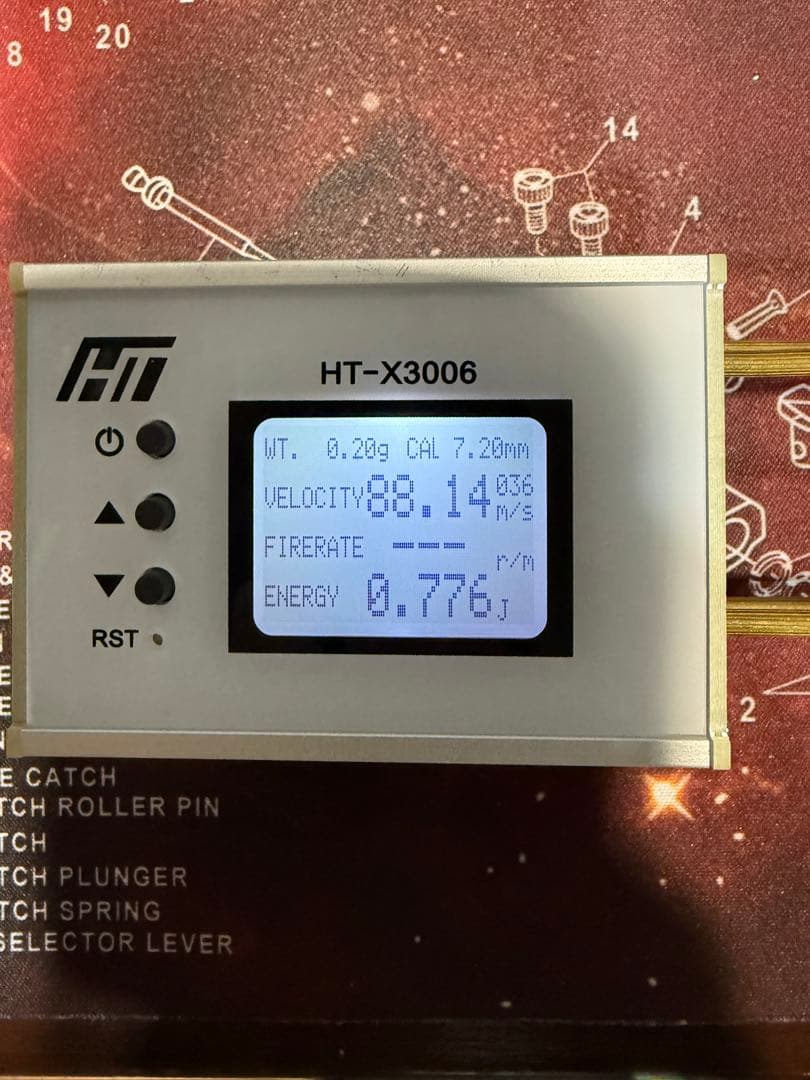 19
8
20
14
4
HT
HT-X3006
WT. 0.20g CAL 7.20mm
VELOCITY 88.14 036 M/s
FIRERATE --- r/m
ENERGY 0.776 J
RST
R
&
E
E
E
2
E CATCH
TCH ROLLER PIN
TCH
TCH PLUNGER
TCH SPRING
SELECTOR LEVER